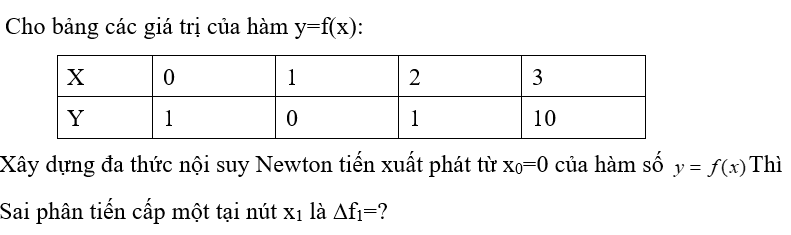 Cho bảng các giá trị của hàm y=f(x):
X 0 1 2 3
Y 1 0 1 10
Xây dựng đa thức nội suy Newton tiến xuất phát từ x₀=0 của hàm số y = f(x) Thì
Sai phân tiến cấp một tại nút x₁ là Δf₁=?